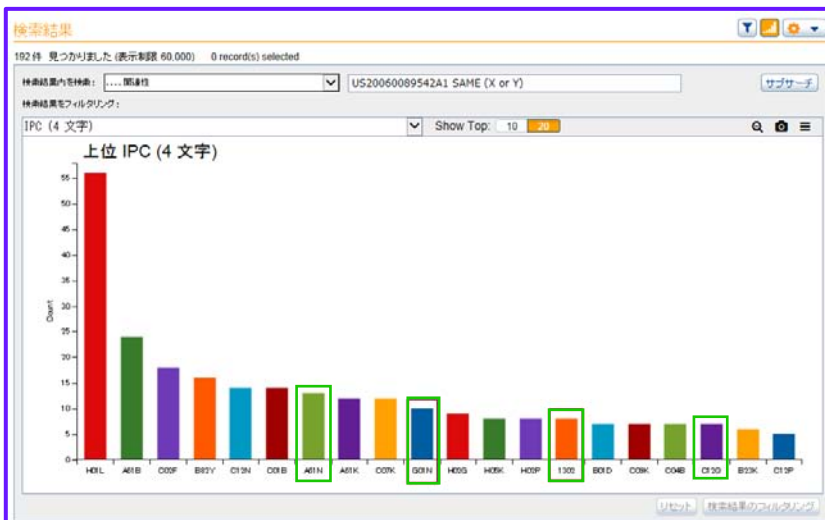 検索結果
192 件 見つかりました (表示制限 60,000) 0 record(s) selected
検索結果内を検索: ....関連性 US20060089542A1 SAME (X or Y) サブサーチ
検索結果をフィルタリング:
IPC (4 文字) Show Top: 10 20
上位 IPC (4 文字)
55
50
45
40
35
30
25
20
15
10
5
0
Count
H01L A61B C02F B82Y C12N C01B A61N A61K C07K G01N H02G H05K H02P 1302 B01D C09K C04B C12Q B23K C12P
リセット 検索結果のフィルタリング